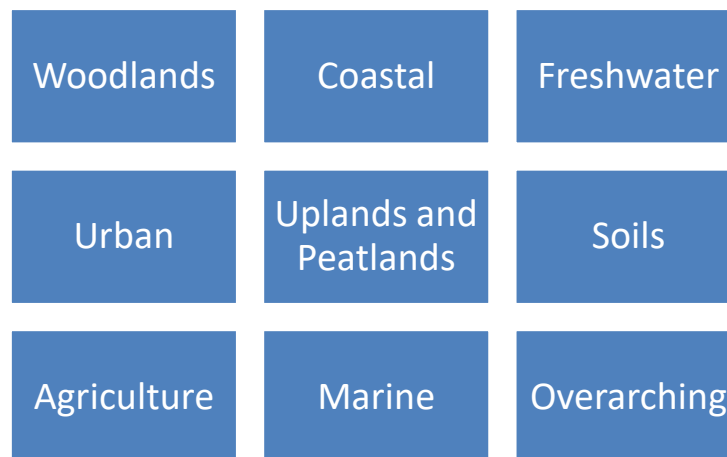 Woodlands
Coastal
Freshwater
Urban
Uplands and
Peatlands
Soils
Agriculture
Marine
Overarching